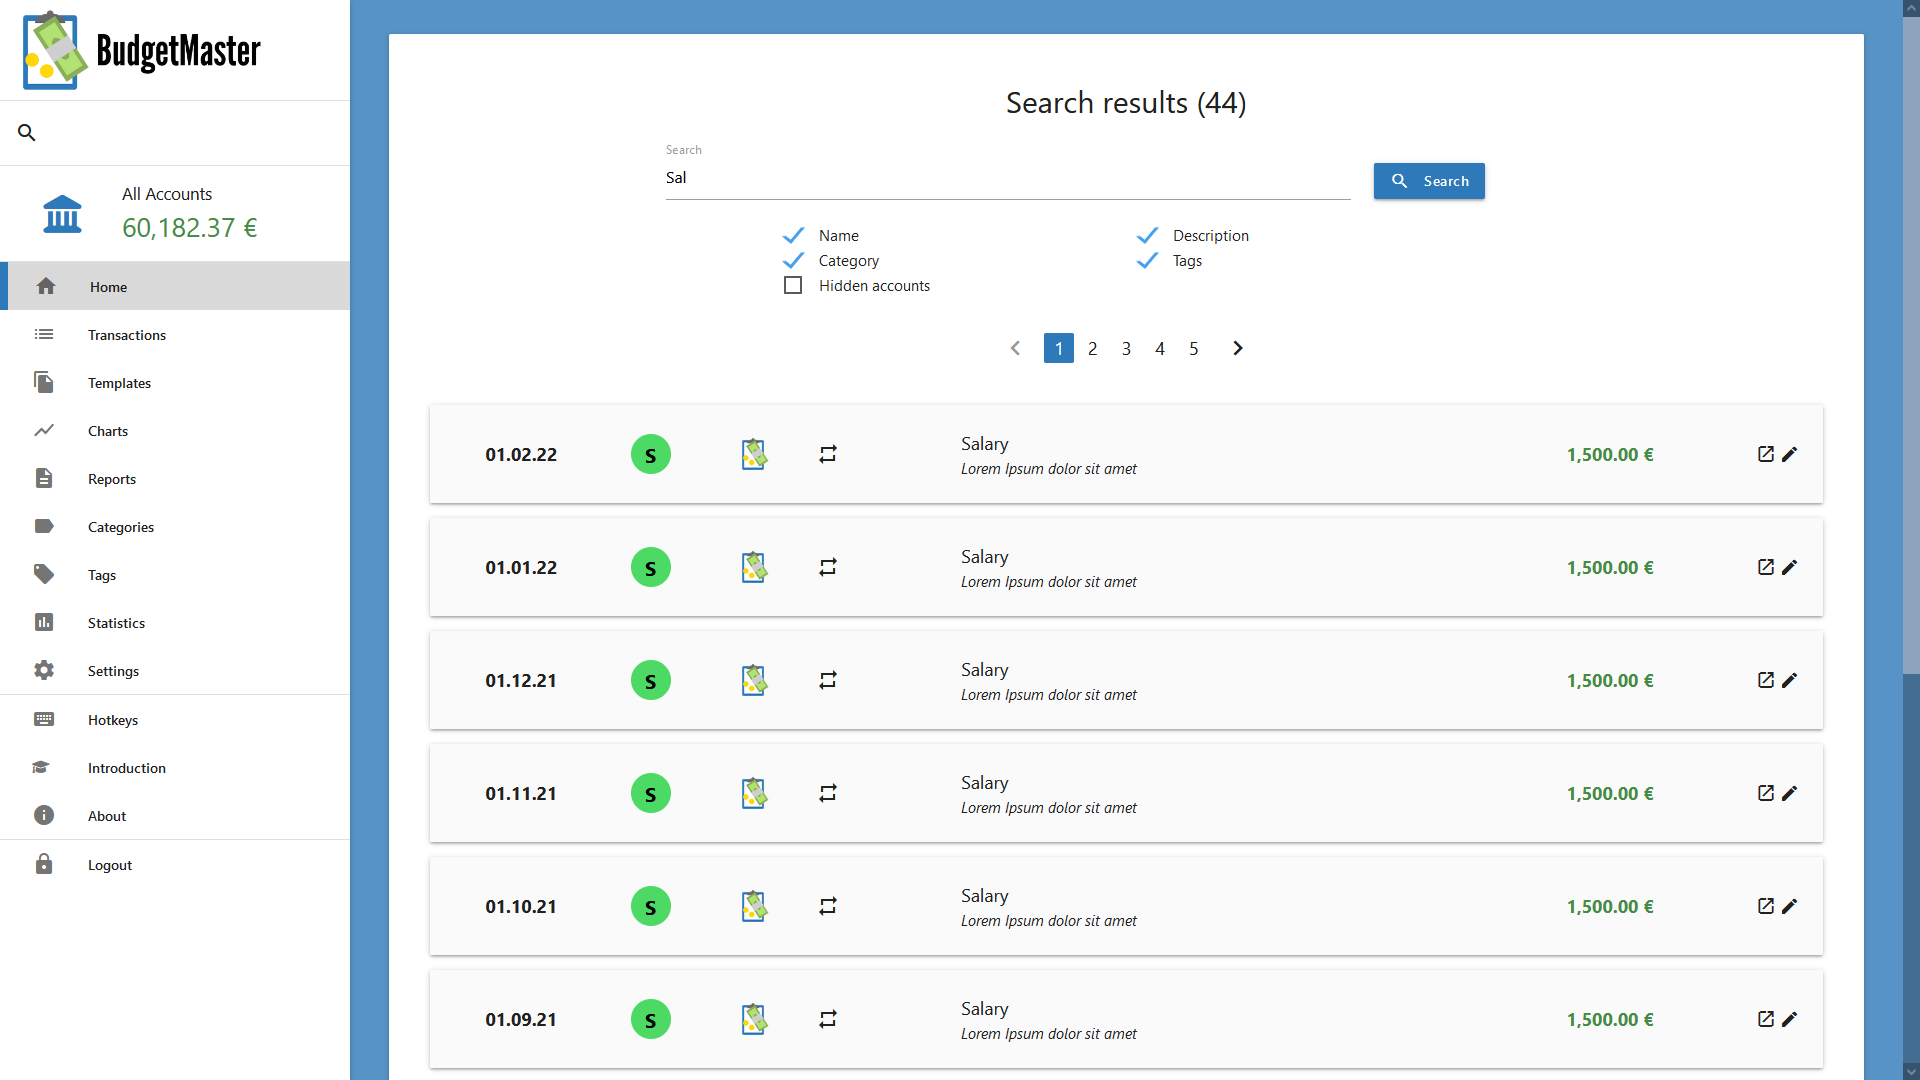 BudgetMaster
All Accounts
60,182.37 €
Home
Transactions
Templates
Charts
Reports
Categories
Tags
Statistics
Settings
Hotkeys
Introduction
About
Logout
Search results (44)
Search
Sal
Search
Name
Description
Category
Tags
Hidden accounts
1 2 3 4 5
01.02.22 S Salary 1,500.00 €
Lorem Ipsum dolor sit amet
01.01.22 S Salary 1,500.00 €
Lorem Ipsum dolor sit amet
01.12.21 S Salary 1,500.00 €
Lorem Ipsum dolor sit amet
01.11.21 S Salary 1,500.00 €
Lorem Ipsum dolor sit amet
01.10.21 S Salary 1,500.00 €
Lorem Ipsum dolor sit amet
01.09.21 S Salary 1,500.00 €
Lorem Ipsum dolor sit amet